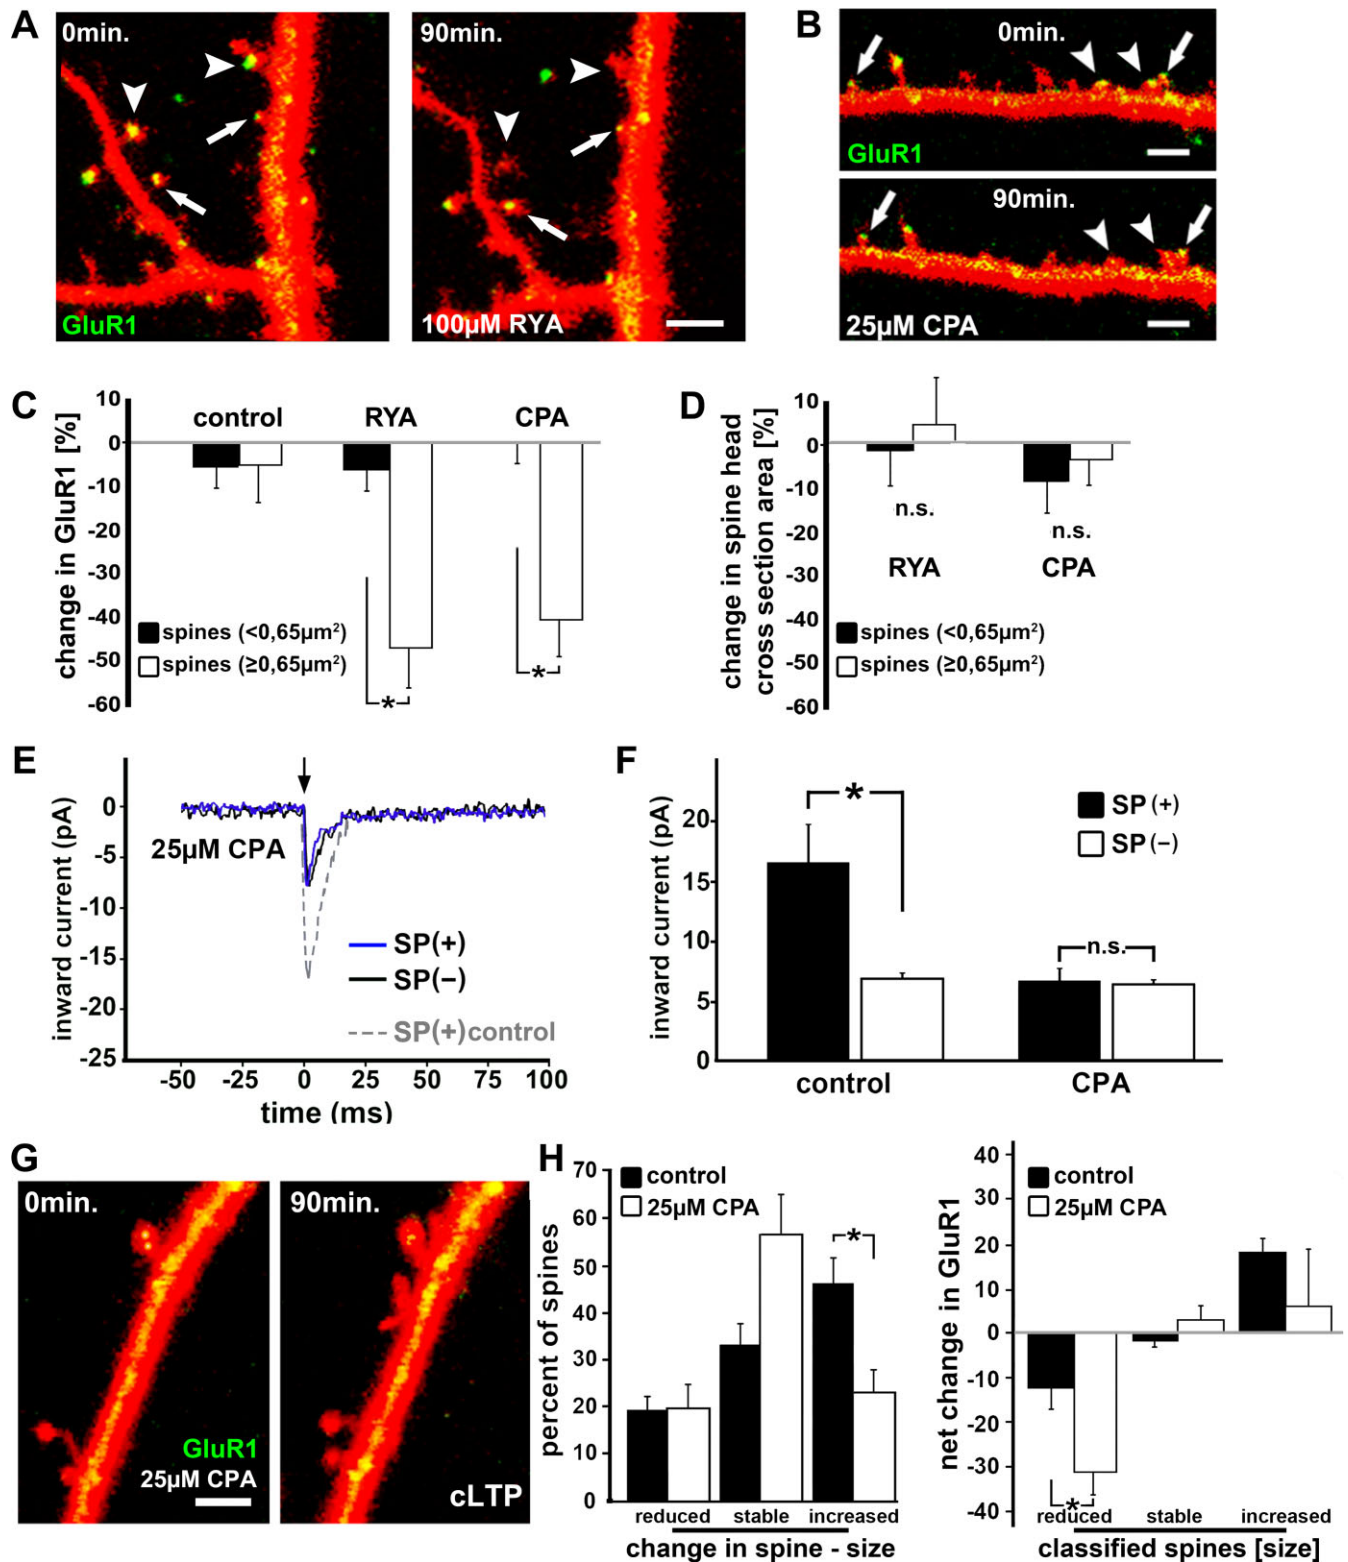 A
0min.
GluR1
90min.
100μM RYA
B
0min.
GluR1
90min.
25μM CPA
C
change in GluR1 [%]
10
0
-10
-20
-30
-40
-50
-60
control
RYA
CPA
spines (<0,65μm²)
spines (≥0,65μm²)
*
*
D
change in spine head
cross section area [%]
10
0
-10
-20
-30
-40
-50
-60
n.s.
n.s.
RYA
CPA
spines (<0,65μm²)
spines (≥0,65μm²)
E
inward current (pA)
0
-5
-10
-15
-20
-25
25μM CPA
SP(+)
SP(−)
SP(+)control
-50
-25
0
25
50
75
100
time (ms)
F
inward current (pA)
20
15
10
5
0
*
SP(+)
SP(−)
n.s.
control
CPA
G
0min.
GluR1
25μM CPA
90min.
cLTP
H
percent of spines
70
60
50
40
30
20
10
0
control
25μM CPA
*
reduced
stable
increased
change in spine - size
net change in GluR1
40
30
20
10
0
-10
-20
-30
-40
control
25μM CPA
*
reduced
stable
increased
classified spines [size]